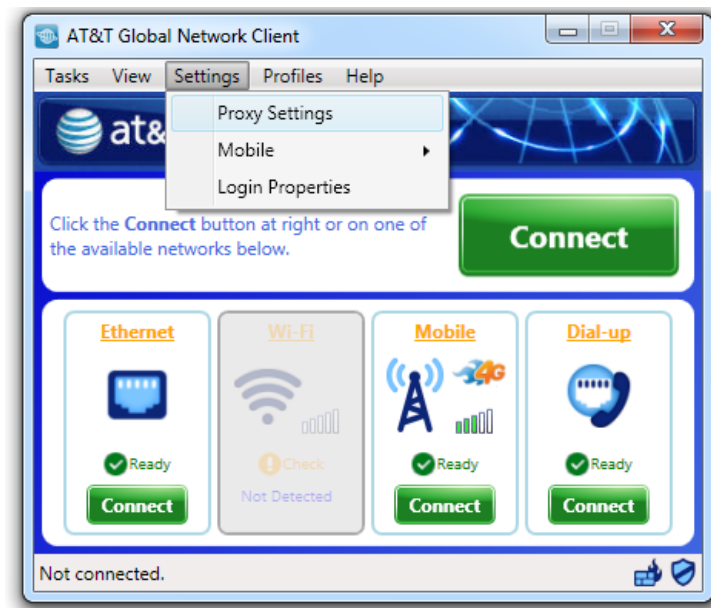 AT&T Global Network Client
Tasks View Settings Profiles Help
Proxy Settings
at&
Mobile
Login Properties
Click the Connect button at right or on one of
the available networks below.
Connect
Ethernet
Wi-Fi
Mobile
Dial-up
4G
Ready
Check
Ready
Ready
Connect
Not Detected
Connect
Connect
Not connected.